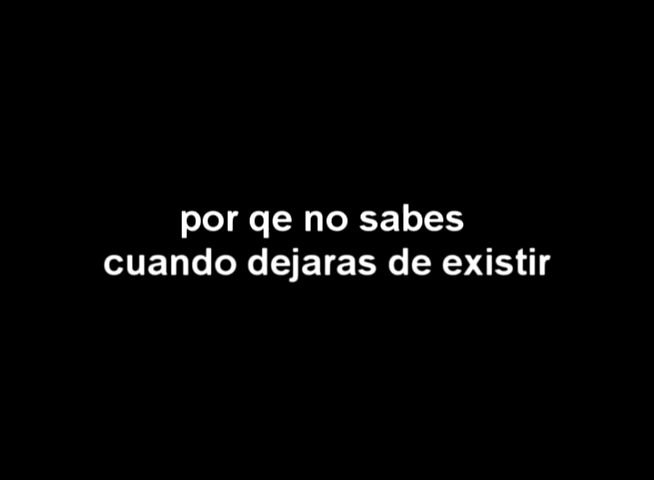 por qe no sabes
cuando dejaras de existir